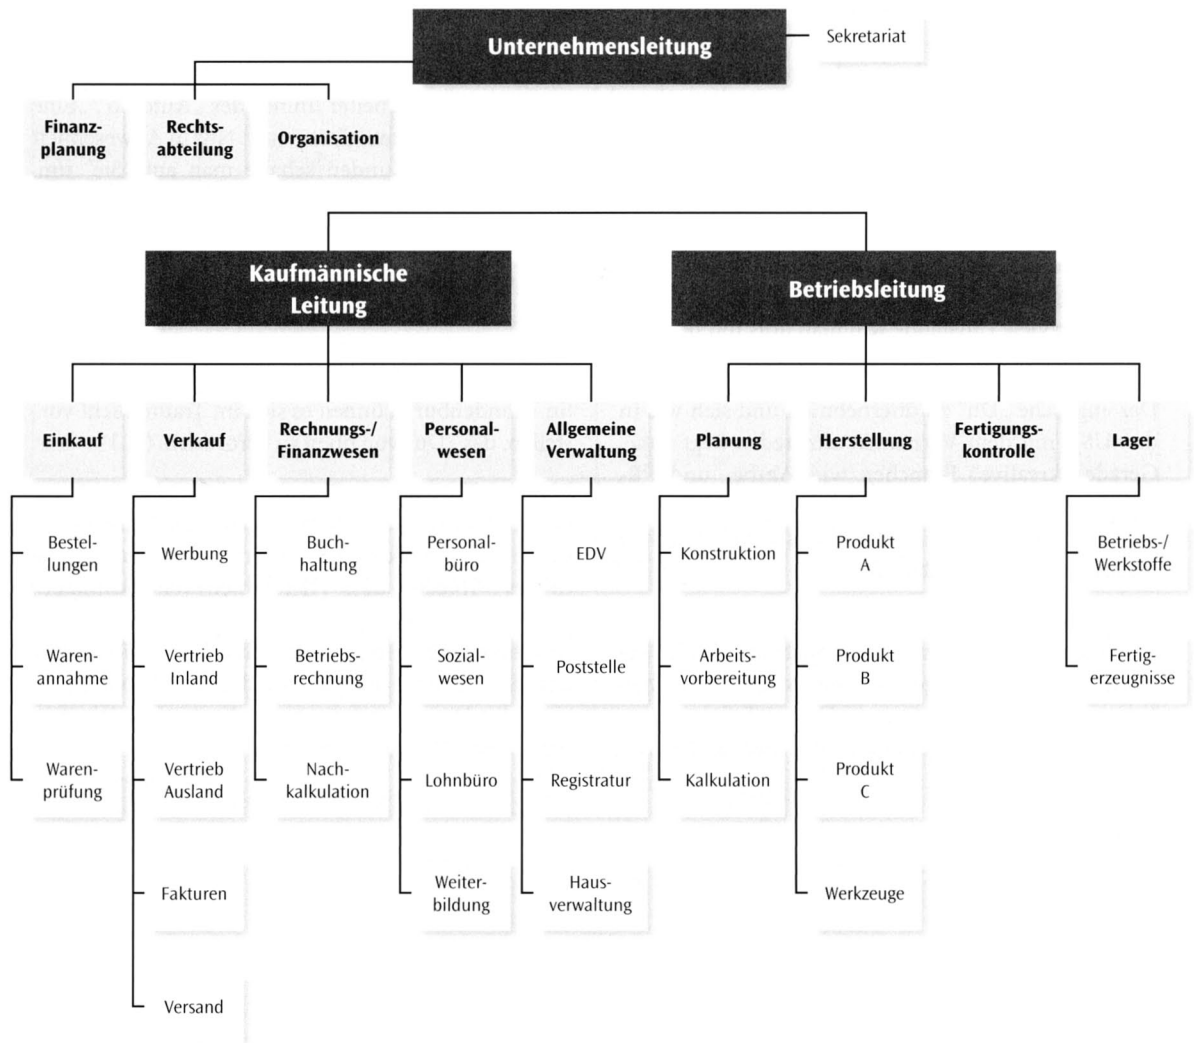 Unternehmensleitung
Sekretariat
Finanz-
planung
Rechts-
abteilung
Organisation
Kaufmännische
Leitung
Betriebsleitung
Einkauf
Verkauf
Rechnungs-/
Finanzwesen
Personal-
wesen
Allgemeine
Verwaltung
Planung
Herstellung
Fertigungs-
kontrolle
Lager
Bestel-
lungen
Waren-
annahme
Waren-
prüfung
Werbung
Vertrieb
Inland
Vertrieb
Ausland
Fakturen
Versand
Buch-
haltung
Betriebs-
rechnung
Nach-
kalkulation
Personal-
büro
Sozial-
wesen
Lohnbüro
Weiter-
bildung
EDV
Poststelle
Registratur
Haus-
verwaltung
Konstruktion
Arbeits-
vorbereitung
Kalkulation
Produkt
A
Produkt
B
Produkt
C
Werkzeuge
Betriebs-/
Werkstoffe
Fertig-
erzeugnisse